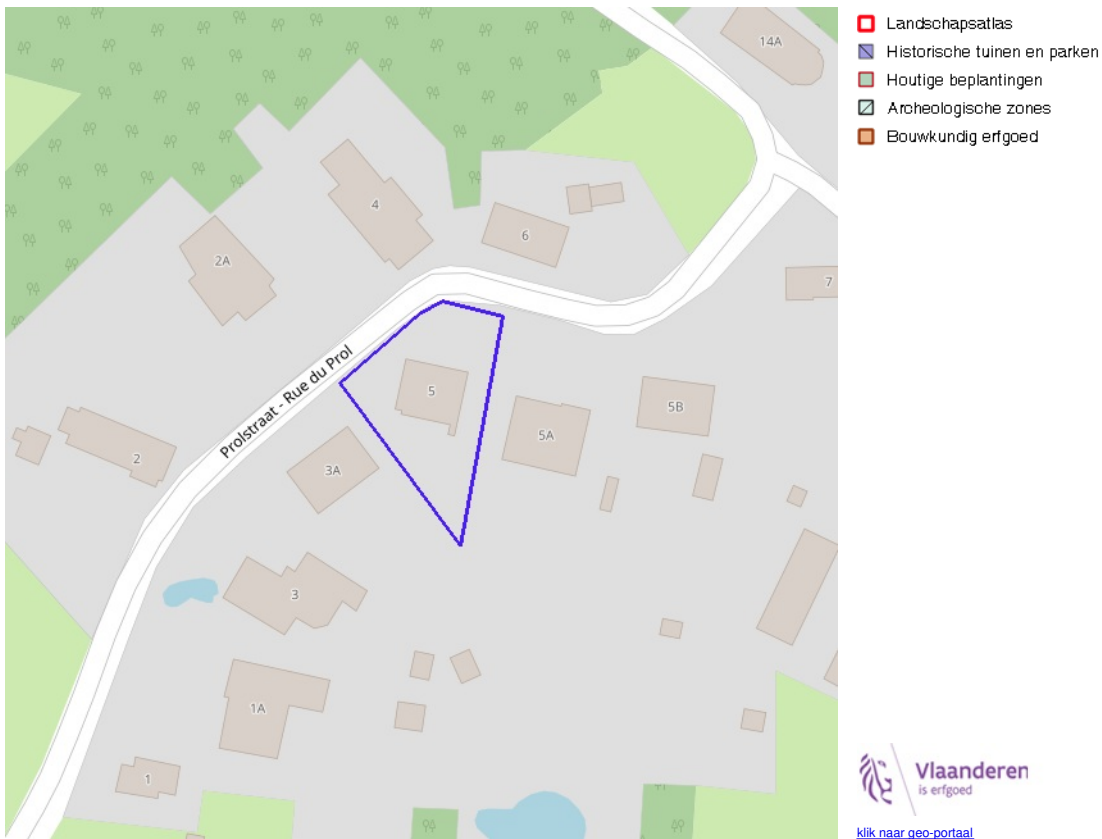 Landschapsatlas
Historische tuinen en parken
Houtige beplantingen
Archeologische zones
Bouwkundig erfgoed
14A
4
6
2A
7
Prolstraat - Rue du Prol
5
5B
5A
2
3A
3
1A
1
Vlaanderen
is erfgoed
klik naar geo-portaal